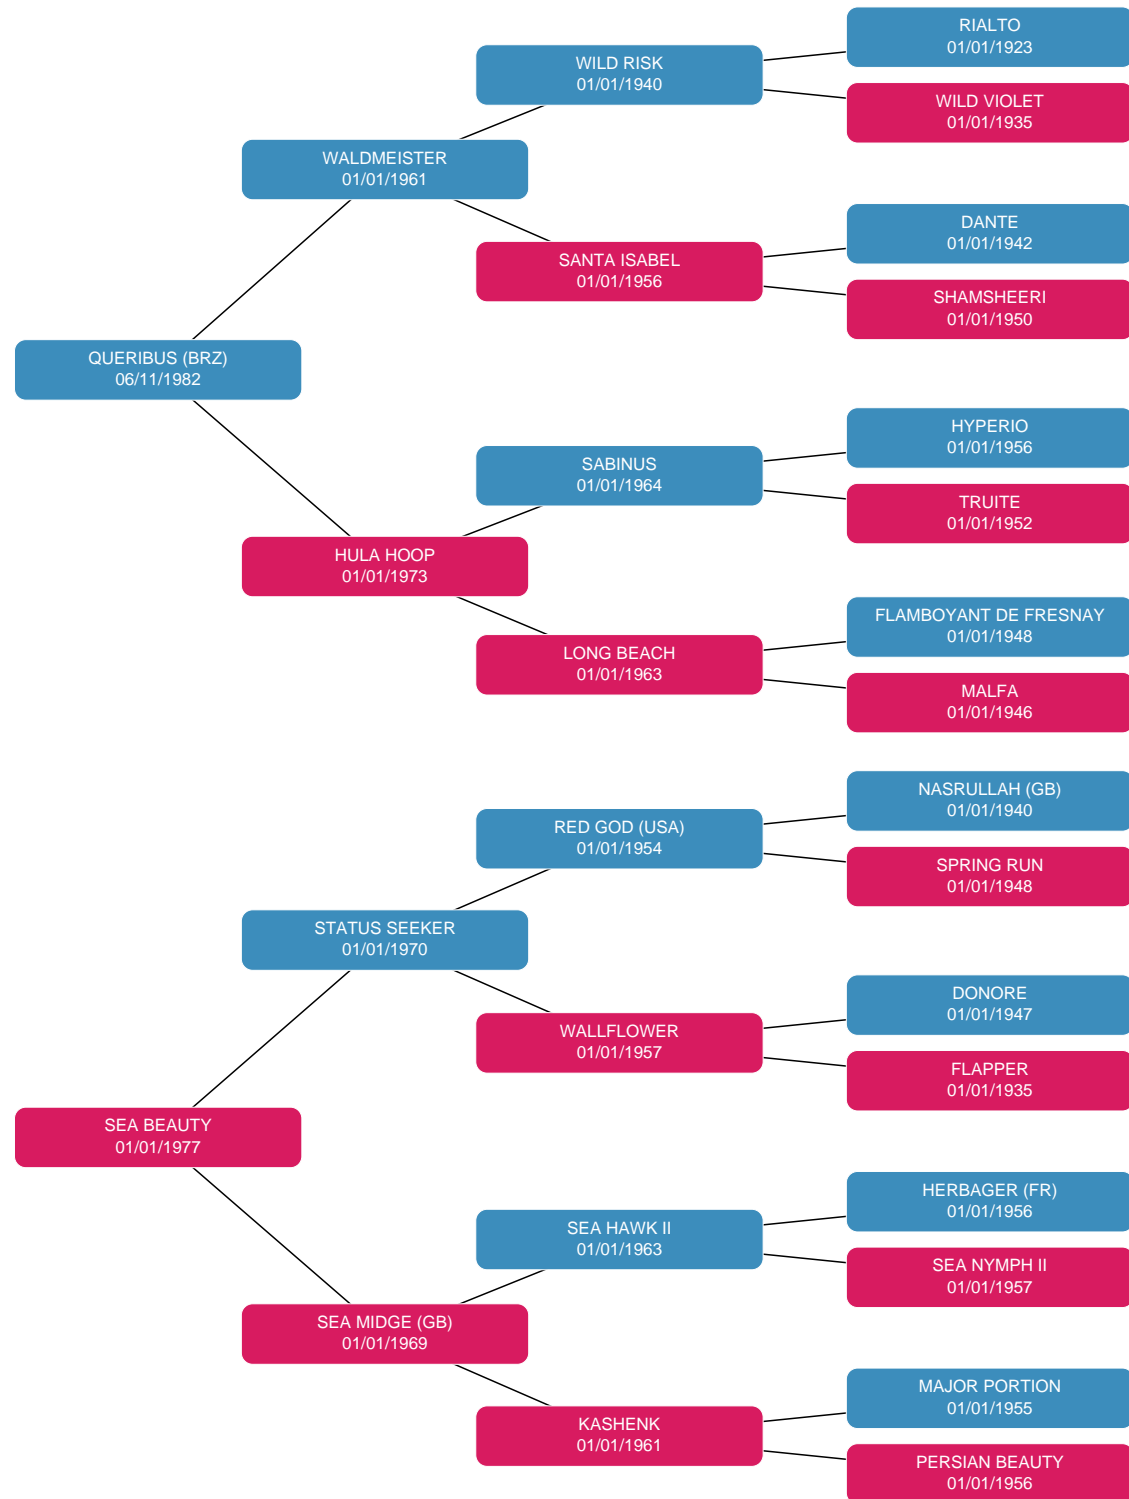 RIALTO
01/01/1923
WILD RISK
01/01/1940
WILD VIOLET
01/01/1935
WALDMEISTER
01/01/1961
DANTE
01/01/1942
SANTA ISABEL
01/01/1956
SHAMSHEERI
01/01/1950
QUERIBUS (BRZ)
06/11/1982
HYPERIO
01/01/1956
SABINUS
01/01/1964
TRUITE
01/01/1952
HULA HOOP
01/01/1973
FLAMBOYANT DE FRESNAY
01/01/1948
LONG BEACH
01/01/1963
MALFA
01/01/1946
NASRULLAH (GB)
01/01/1940
RED GOD (USA)
01/01/1954
SPRING RUN
01/01/1948
STATUS SEEKER
01/01/1970
DONORE
01/01/1947
WALLFLOWER
01/01/1957
FLAPPER
01/01/1935
SEA BEAUTY
01/01/1977
HERBAGER (FR)
01/01/1956
SEA HAWK II
01/01/1963
SEA NYMPH II
01/01/1957
SEA MIDGE (GB)
01/01/1969
MAJOR PORTION
01/01/1955
KASHENK
01/01/1961
PERSIAN BEAUTY
01/01/1956